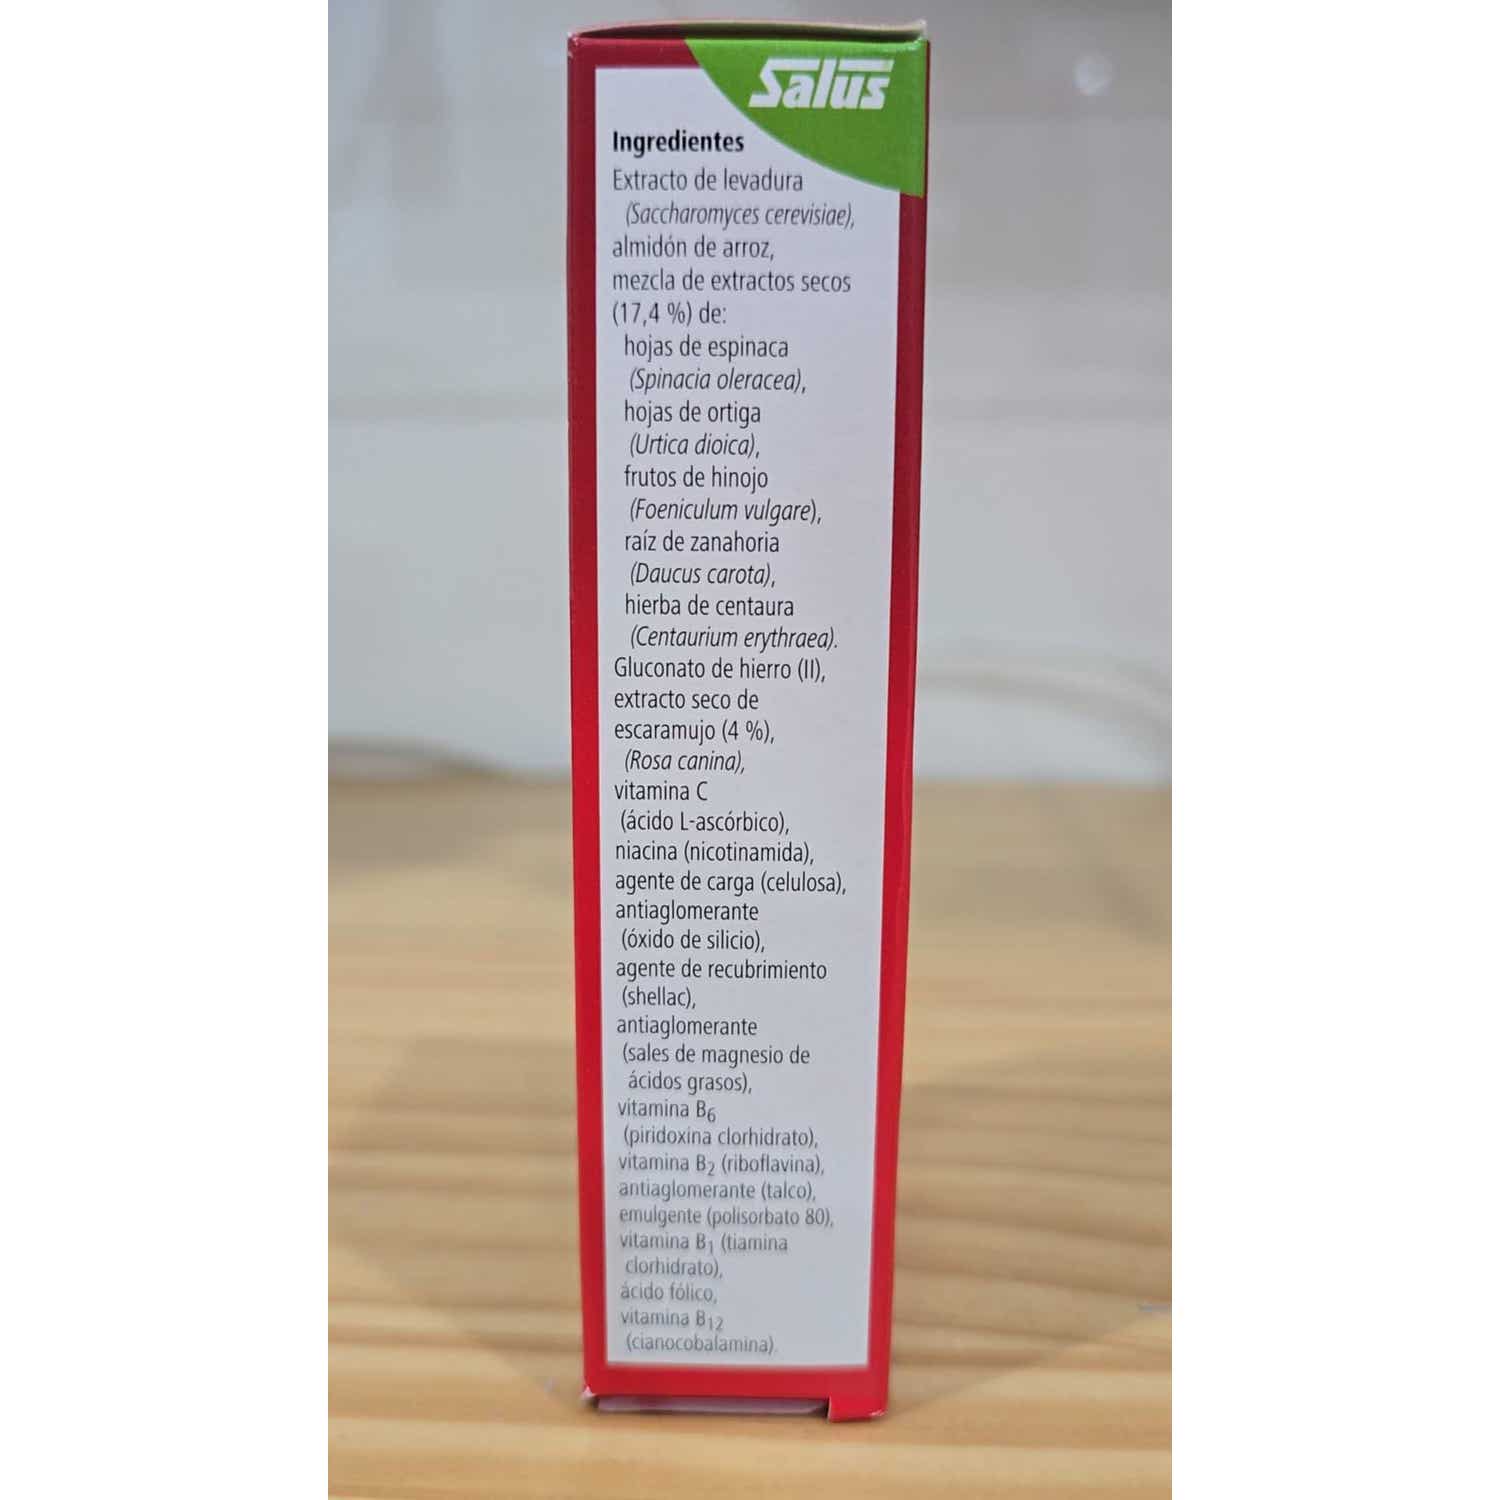 Salus
Ingredientes
Extracto de levadura
(Saccharomyces cerevisiae),
almidón de arroz,
mezcla de extractos secos
(17,4 %) de:
hojas de espinaca
(Spinacia oleracea),
hojas de ortiga
(Urtica dioica),
frutos de hinojo
(Foeniculum vulgare),
raíz de zanahoria
(Daucus carota),
hierba de centaura
(Centaurium erythraea).
Gluconato de hierro (II),
extracto seco de
escaramujo (4 %),
(Rosa canina),
vitamina C
(ácido L-ascórbico),
niacina (nicotinamida),
agente de carga (celulosa),
antiaglomerante
(óxido de silicio),
agente de recubrimiento
(shellac),
antiaglomerante
(sales de magnesio de
ácidos grasos),
vitamina B6
(piridoxina clorhidrato),
vitamina B2 (riboflavina),
antiaglomerante (talco),
emulgente (polisorbato 80),
vitamina B1 (tiamina
clorhidrato),
ácido fólico,
vitamina B12
(cianocobalamina).